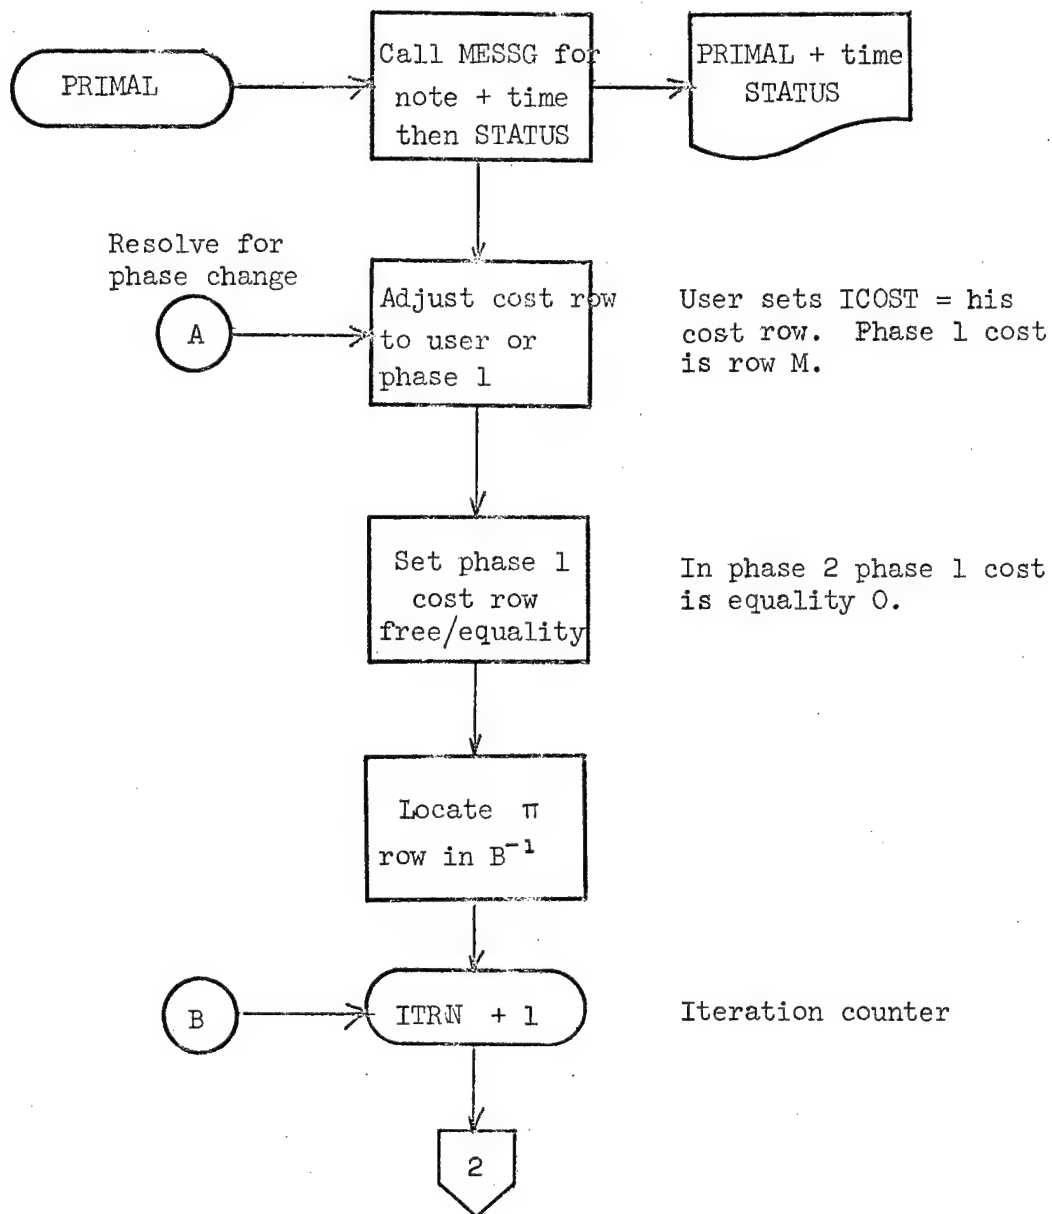 PRIMAL
Call MESSG for
note + time
then STATUS
PRIMAL + time
STATUS
Resolve for
phase change
A
Adjust cost row
to user or
phase 1
User sets ICOST = his
cost row. Phase 1 cost
is row M.
Set phase 1
cost row
free/equality
In phase 2 phase 1 cost
is equality 0.
Locate π
row in B⁻¹
B
ITRN + 1
Iteration counter
2